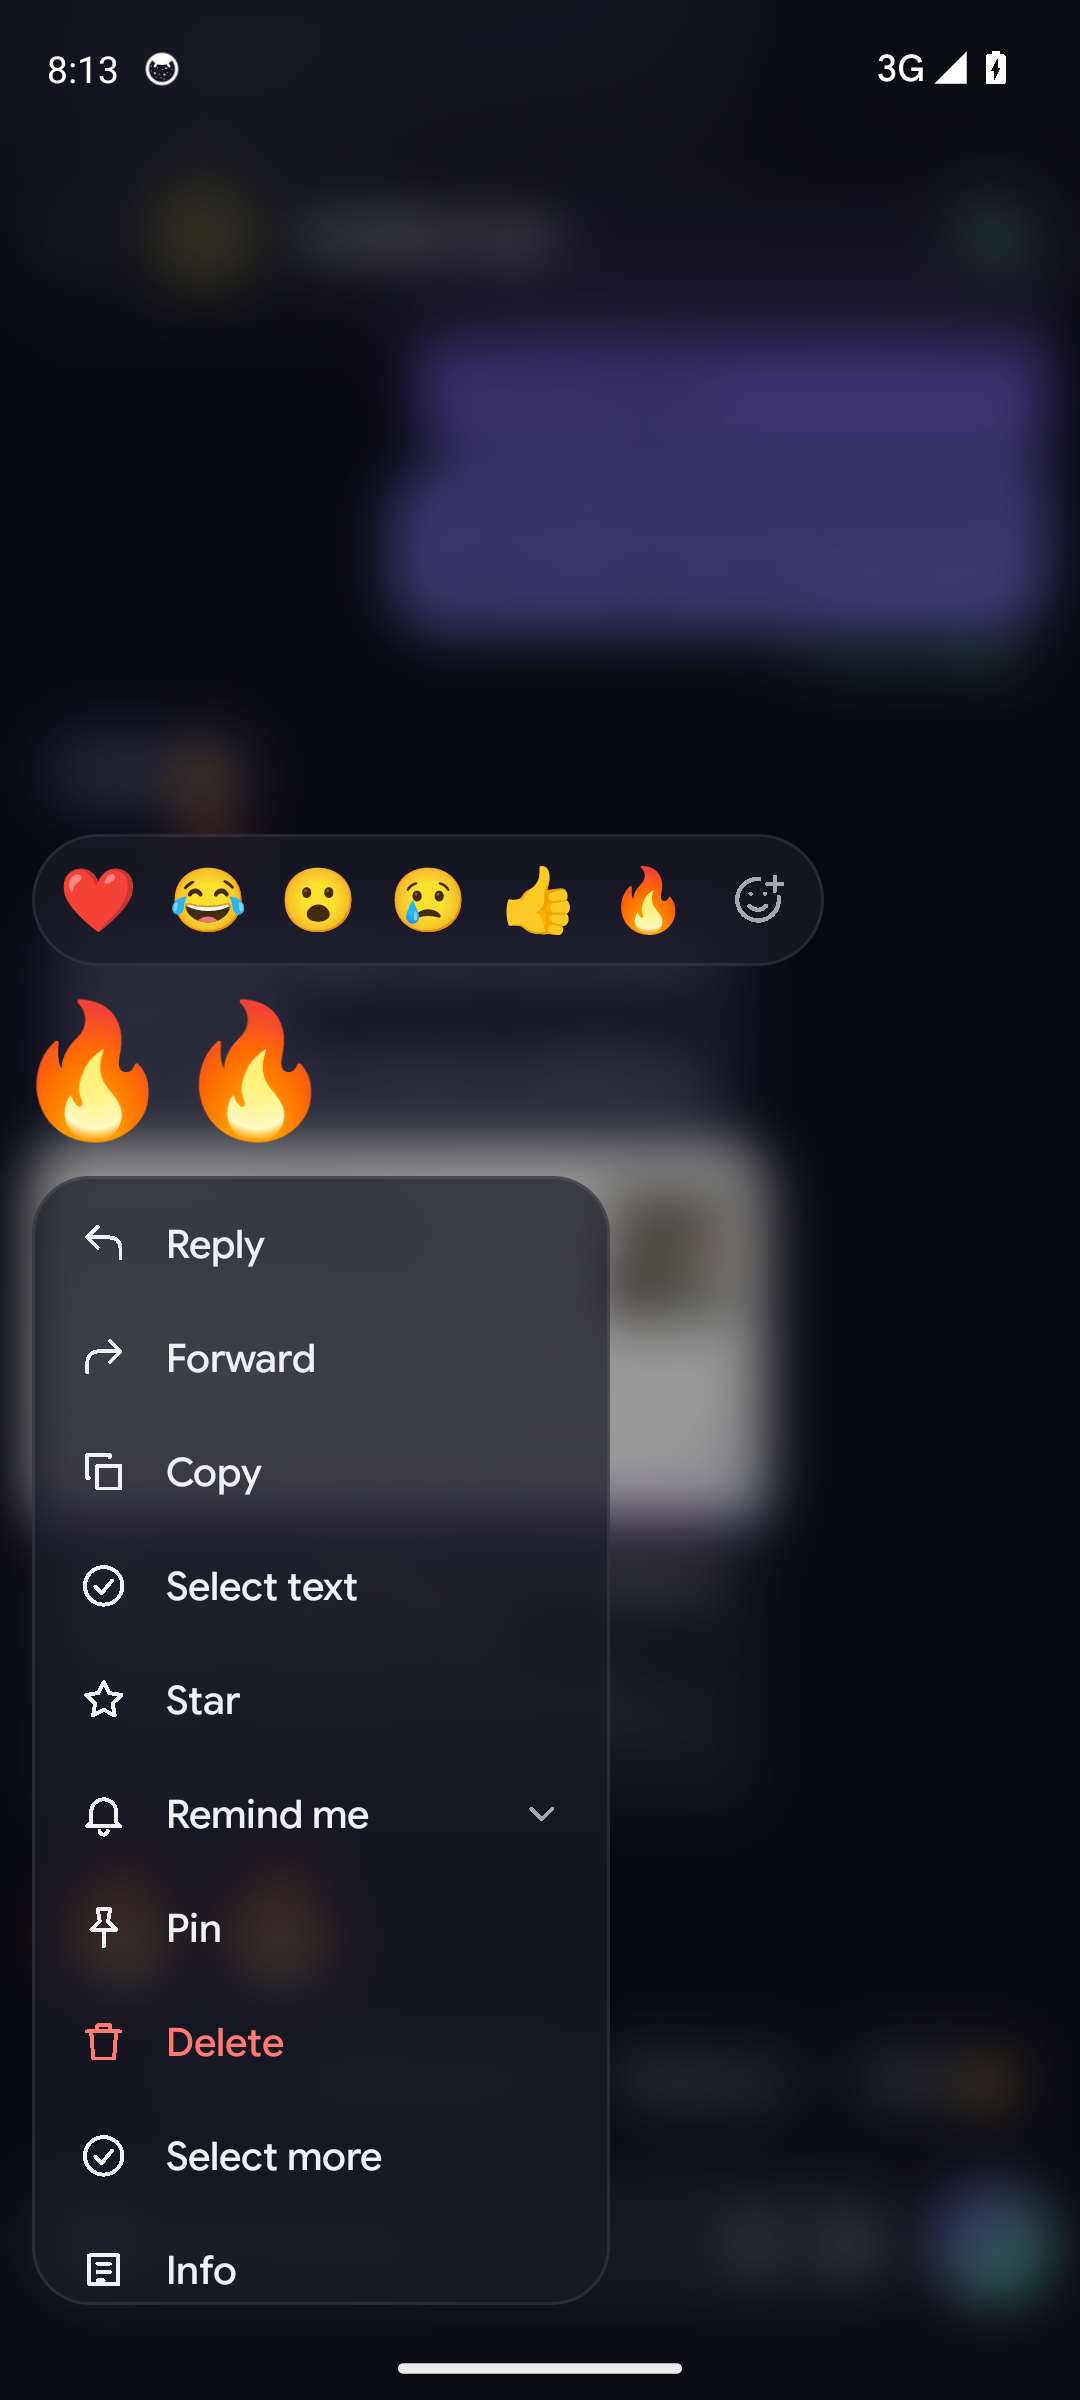 8:13
3G
❤️ 😂 😮 😢 👍 🔥
🔥 🔥
Reply
Forward
Copy
Select text
Star
Remind me
Pin
Delete
Select more
Info